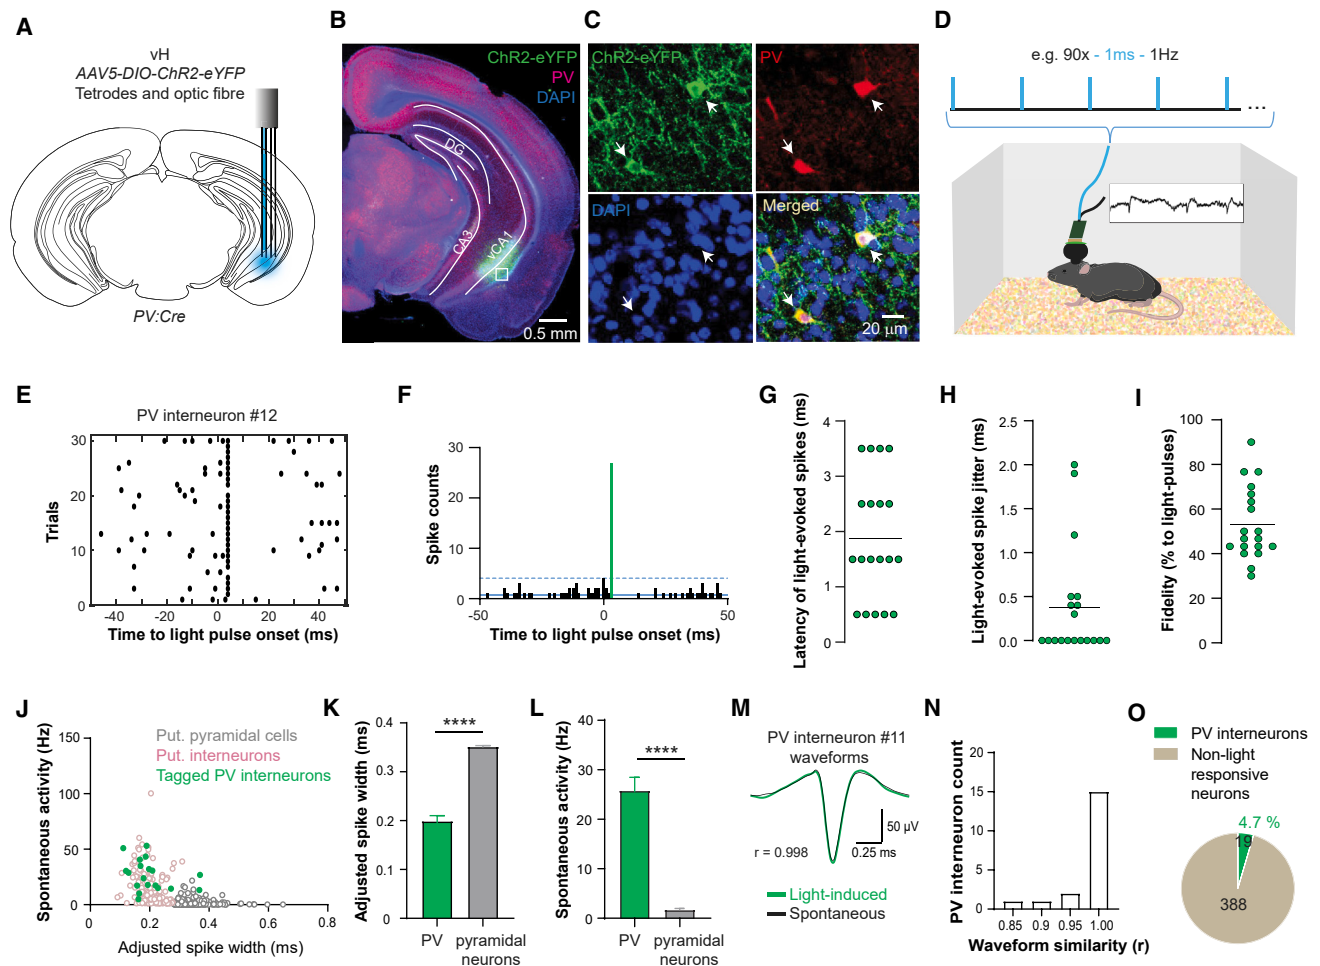 A
vH
AAV5-DIO-ChR2-eYFP
Tetrodes and optic fibre
PV:Cre
B
ChR2-eYFP
PV
DAPI
DG
CA3
vCA1
0.5 mm
C
ChR2-eYFP
PV
DAPI
Merged
20 μm
D
e.g. 90x - 1ms - 1Hz
...
E
PV interneuron #12
Trials
30
20
10
0
-40 -20 0 20 40
Time to light pulse onset (ms)
F
Spike counts
30
20
10
0
-50 0 50
Time to light pulse onset (ms)
G
Latency of light-evoked spikes (ms)
4
3
2
1
0
H
Light-evoked spike jitter (ms)
2.5
2.0
1.5
1.0
0.5
0.0
I
Fidelity (% to light-pulses)
100
80
60
40
20
0
J
Spontaneous activity (Hz)
150
100
50
0
0 0.2 0.4 0.6 0.8
Adjusted spike width (ms)
Put. pyramidal cells
Put. interneurons
Tagged PV interneurons
K
Adjusted spike width (ms)
0.4
0.3
0.2
0.1
0
****
PV pyramidal
neurons
L
Spontaneous activity (Hz)
40
30
20
10
0
****
PV pyramidal
neurons
M
PV interneuron #11
waveforms
50 μV
0.25 ms
r = 0.998
Light-induced
Spontaneous
N
PV interneuron count
20
15
10
5
0
0.85 0.9 0.95 1.00
Waveform similarity (r)
O
PV interneurons
Non-light
responsive
neurons
4.7 %
19
388